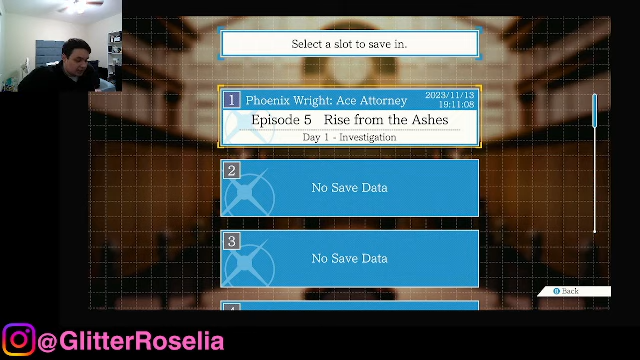 Select a slot to save in.
1 Phoenix Wright: Ace Attorney 2023/11/13 19:11:08
Episode 5 Rise from the Ashes
Day 1 - Investigation
2
No Save Data
3
No Save Data
4
Back
@GlitterRoselia